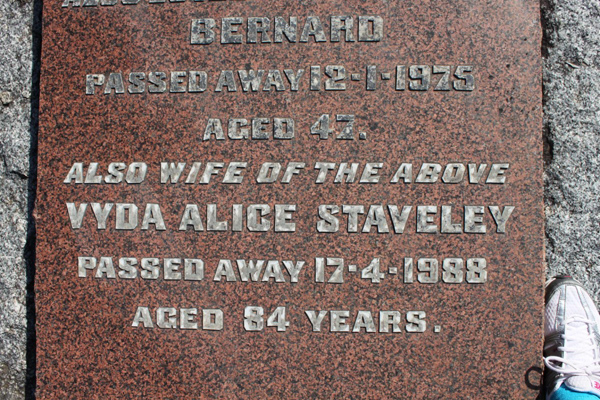 ALSO
BERNARD
PASSED AWAY 12-1-1975
AGED 47.
ALSO WIFE OF THE ABOVE
VYDA ALICE STAVELEY
PASSED AWAY 17-4-1988
AGED 84 YEARS.